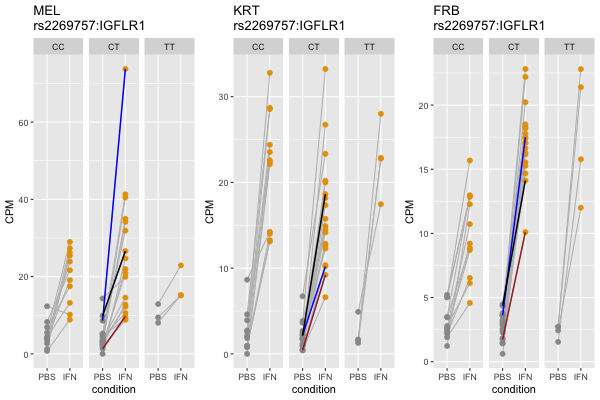 MEL
rs2269757:IGFLR1
CC
CT
TT
CPM
60
40
20
0
PBS
IFN
PBS
IFN
PBS
IFN
condition
KRT
rs2269757:IGFLR1
CC
CT
TT
CPM
30
20
10
0
PBS
IFN
PBS
IFN
PBS
IFN
condition
FRB
rs2269757:IGFLR1
CC
CT
TT
CPM
20
15
10
5
0
PBS
IFN
PBS
IFN
PBS
IFN
condition